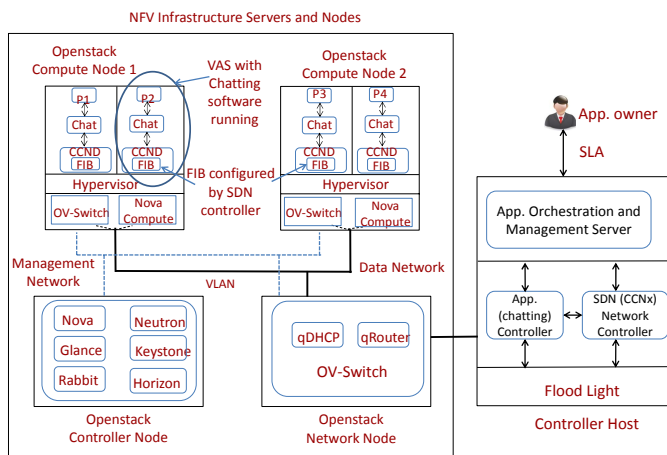 NFV Infrastructure Servers and Nodes
Openstack
Compute Node 1
VAS with
Chatting
software
running
Openstack
Compute Node 2
P1
P2
P3
P4
Chat
Chat
Chat
Chat
CCND
CCND
CCND
CCND
FIB
FIB
FIB
FIB
FIB configured
by SDN
controller
Hypervisor
Hypervisor
OV-Switch
Nova
Compute
OV-Switch
Nova
Compute
Management
Network
VLAN
Data Network
Nova
Neutron
Glance
Keystone
Rabbit
Horizon
Openstack
Controller Node
qDHCP
qRouter
OV-Switch
Openstack
Network Node
App. owner
SLA
App. Orchestration and
Management Server
App.
(chatting)
Controller
SDN (CCNx)
Network
Controller
Flood Light
Controller Host